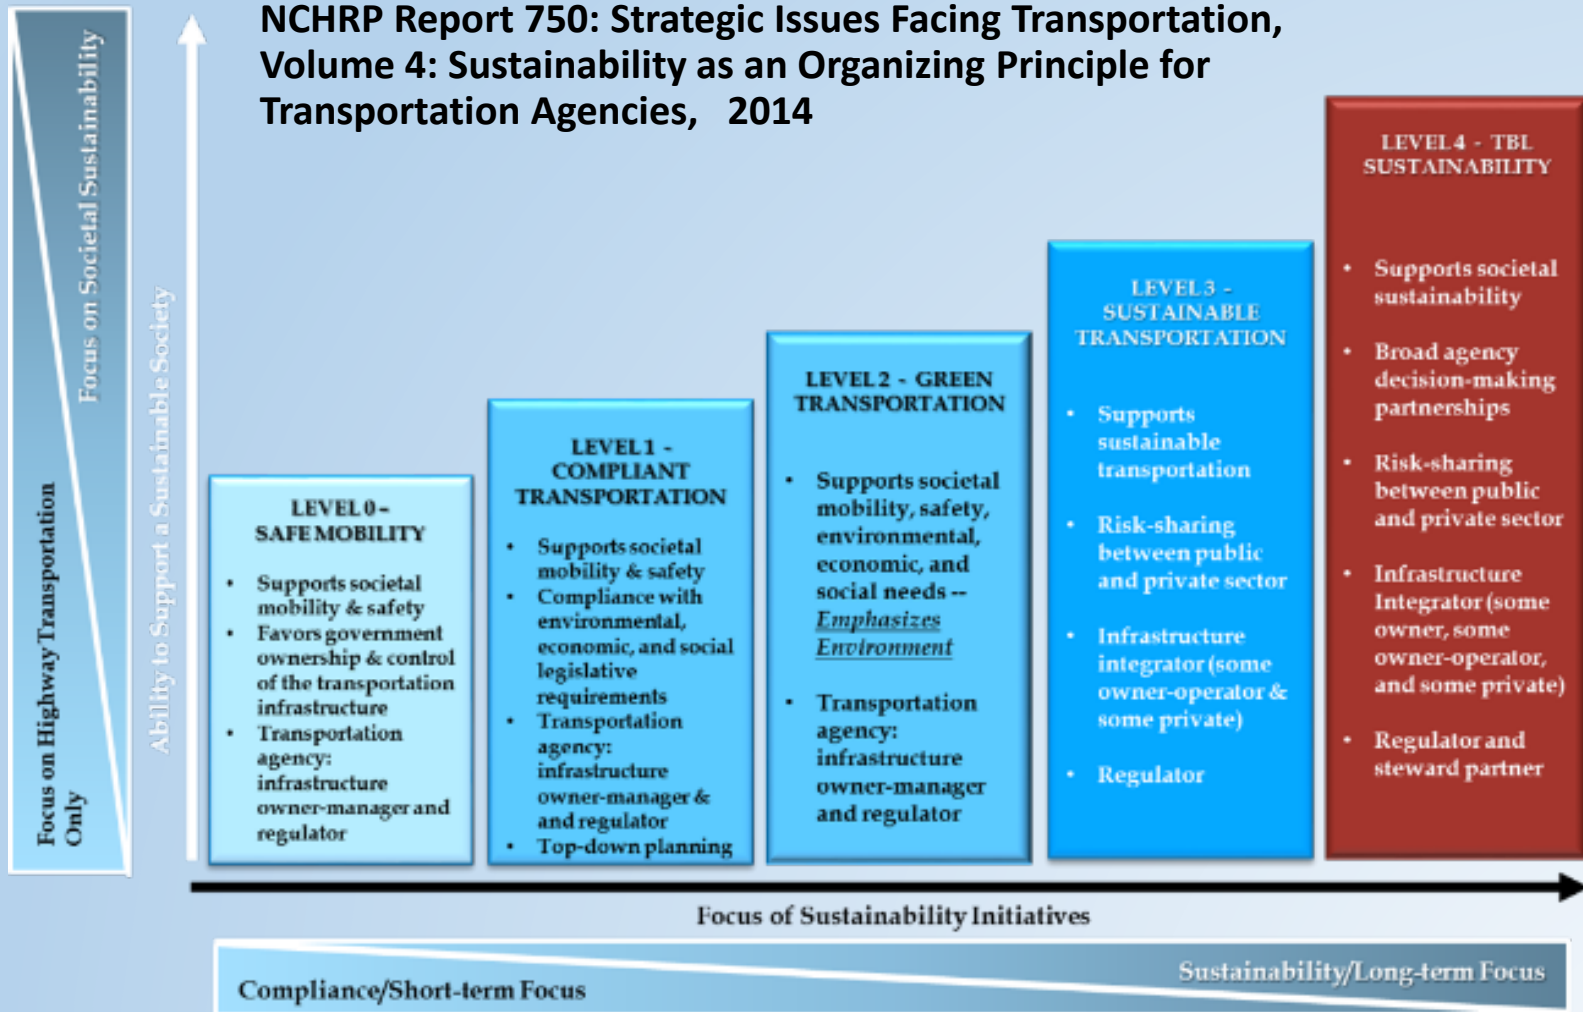 NCHRP Report 750: Strategic Issues Facing Transportation,
Volume 4: Sustainability as an Organizing Principle for
Transportation Agencies, 2014
Focus on Societal Sustainability
Focus on Highway Transportation
Only
Ability to Support a Sustainable Society
LEVEL 0 –
SAFE MOBILITY
• Supports societal
mobility & safety
• Favors government
ownership & control
of the transportation
infrastructure
• Transportation
agency:
infrastructure
owner-manager and
regulator
LEVEL 1 -
COMPLIANT
TRANSPORTATION
• Supports societal
mobility & safety
• Compliance with
environmental,
economic, and social
legislative
requirements
• Transportation
agency:
infrastructure
owner-manager &
and regulator
• Top-down planning
LEVEL 2 - GREEN
TRANSPORTATION
• Supports societal
mobility, safety,
environmental,
economic, and
social needs --
Emphasizes
Environment
• Transportation
agency:
infrastructure
owner-manager
and regulator
LEVEL 3 -
SUSTAINABLE
TRANSPORTATION
• Supports
sustainable
transportation
• Risk-sharing
between public
and private sector
• Infrastructure
integrator (some
owner-operator &
some private)
• Regulator
LEVEL 4 - TBL
SUSTAINABILITY
• Supports societal
sustainability
• Broad agency
decision-making
partnerships
• Risk-sharing
between public
and private sector
• Infrastructure
Integrator (some
owner, some
owner-operator,
and some private)
• Regulator and
steward partner
Focus of Sustainability Initiatives
Compliance/Short-term Focus
Sustainability/Long-term Focus